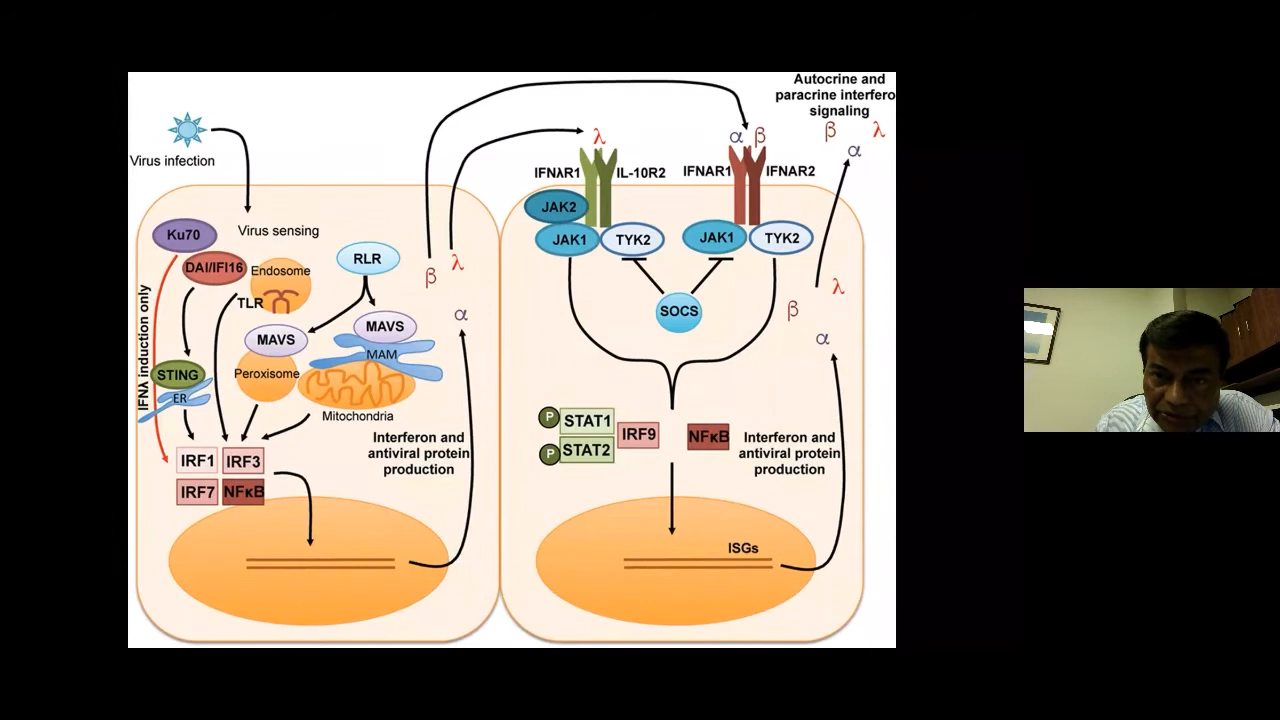 Autocrine and
paracrine interfero
signaling
β
λ
α
Virus infection
λ
α
β
IFNλR1
IL-10R2
IFNAR1
IFNAR2
JAK2
JAK1
TYK2
JAK1
TYK2
Ku70
Virus sensing
DAI/IFI16
Endosome
TLR
RLR
β
λ
α
MAVS
MAVS
MAM
Peroxisome
Mitochondria
STING
ER
IFNλ induction only
SOCS
β
λ
α
Interferon and
antiviral protein
production
IRF1
IRF3
IRF7
NFκB
P
STAT1
P
STAT2
IRF9
NFκB
Interferon and
antiviral protein
production
ISGs